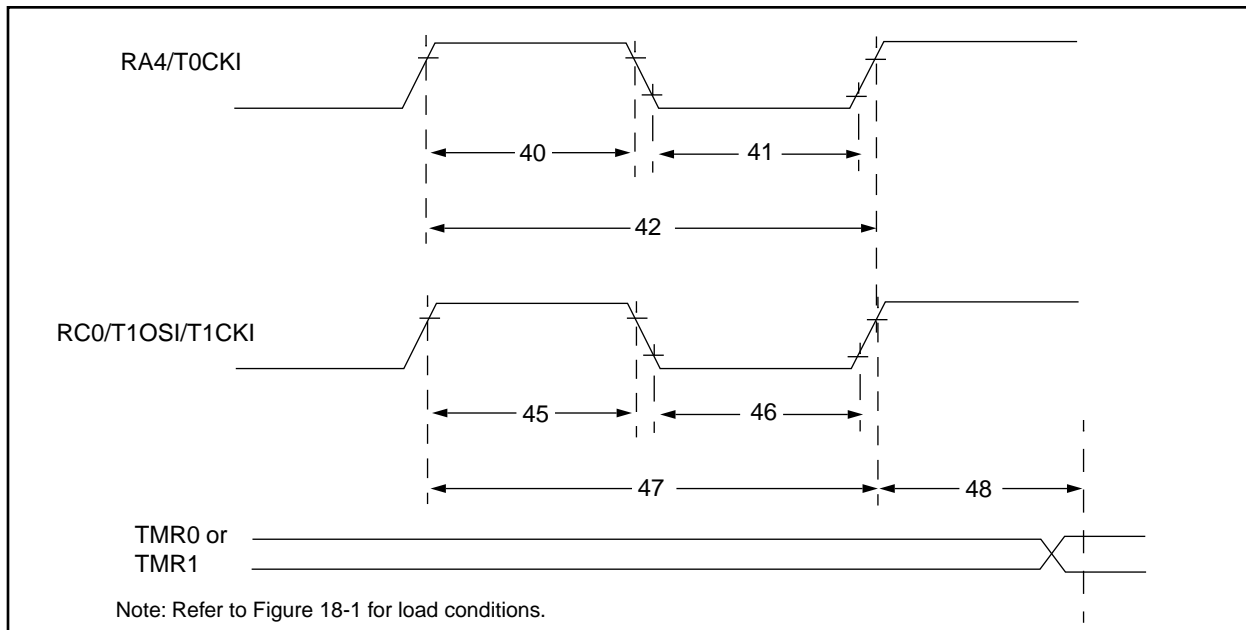 RA4/T0CKI
40
41
42
RC0/T1OSI/T1CKI
45
46
47
48
TMR0 or
TMR1
Note: Refer to Figure 18-1 for load conditions.